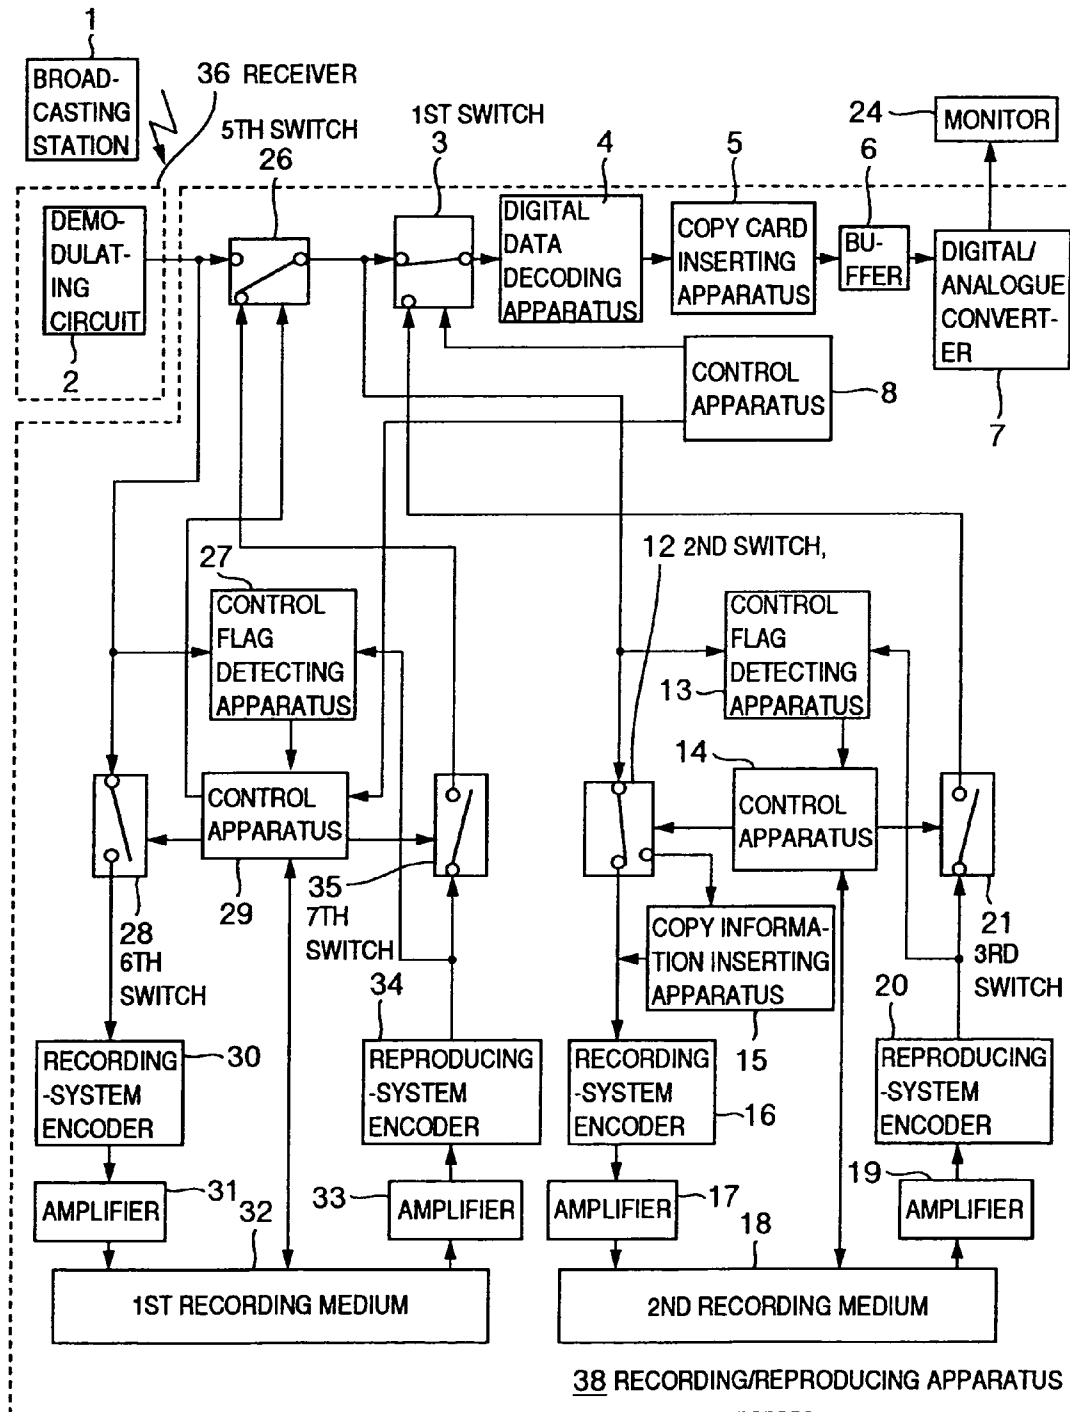 1
BROAD-
CASTING
STATION
36 RECEIVER
5TH SWITCH
26
1ST SWITCH
3
4
5
6
24
MONITOR
DEMO-
DULAT-
ING
CIRCUIT
2
DIGITAL
DATA
DECODING
APPARATUS
COPY CARD
INSERTING
APPARATUS
BU-
FFER
DIGITAL/
ANALOGUE
CONVERT-
ER
7
CONTROL
APPARATUS
8
27
CONTROL
FLAG
DETECTING
APPARATUS
12 2ND SWITCH,
CONTROL
FLAG
DETECTING
APPARATUS
13
CONTROL
APPARATUS
29
14
CONTROL
APPARATUS
28
6TH
SWITCH
35
7TH
SWITCH
COPY INFORMA-
TION INSERTING
APPARATUS
15
21
3RD
SWITCH
34
20
RECORDING
-SYSTEM
ENCODER
30
REPRODUCING
-SYSTEM
ENCODER
RECORDING
-SYSTEM
ENCODER
16
REPRODUCING
-SYSTEM
ENCODER
AMPLIFIER
31
33
AMPLIFIER
AMPLIFIER
17
19
AMPLIFIER
32
1ST RECORDING MEDIUM
18
2ND RECORDING MEDIUM
38 RECORDING/REPRODUCING APPARATUS